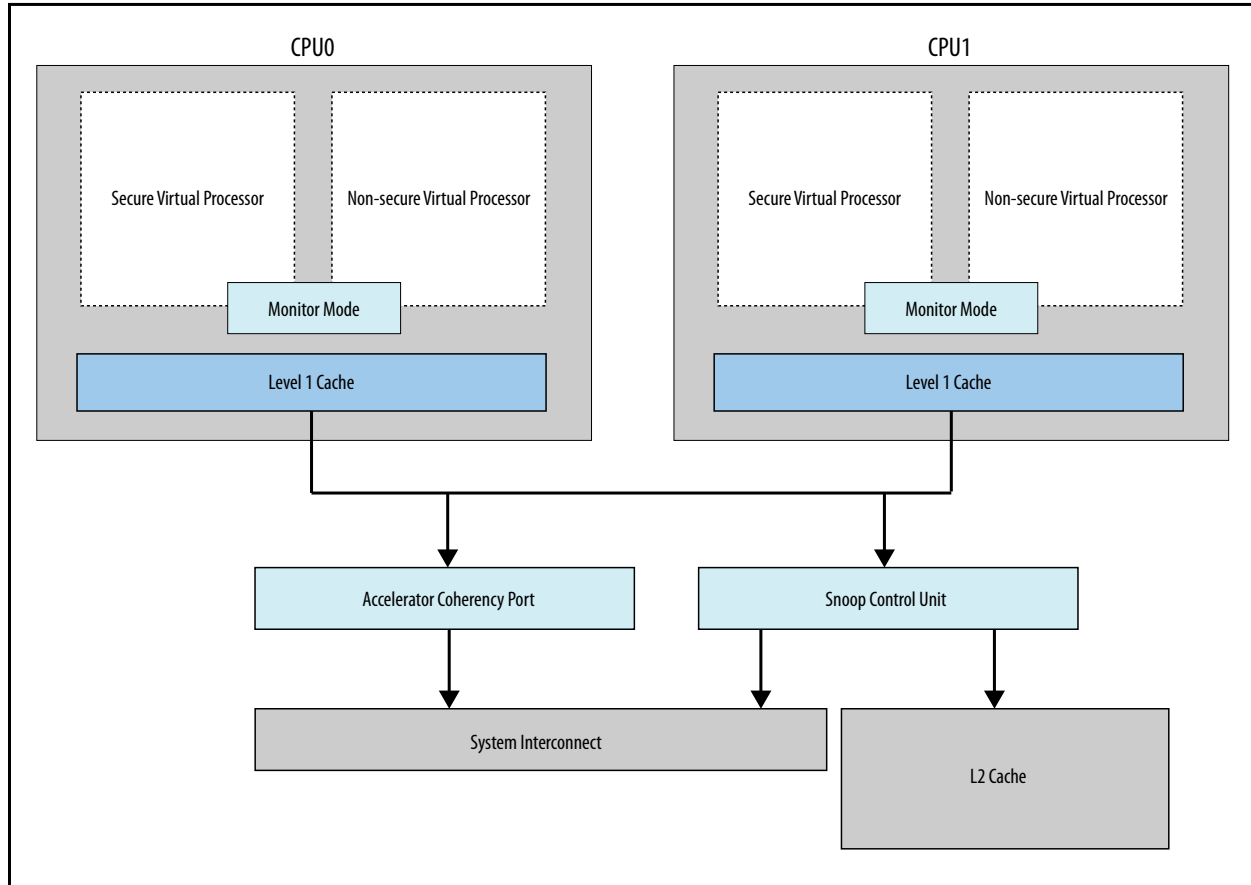 CPU0
CPU1
Secure Virtual Processor
Non-secure Virtual Processor
Secure Virtual Processor
Non-secure Virtual Processor
Monitor Mode
Monitor Mode
Level 1 Cache
Level 1 Cache
Accelerator Coherency Port
Snoop Control Unit
System Interconnect
L2 Cache